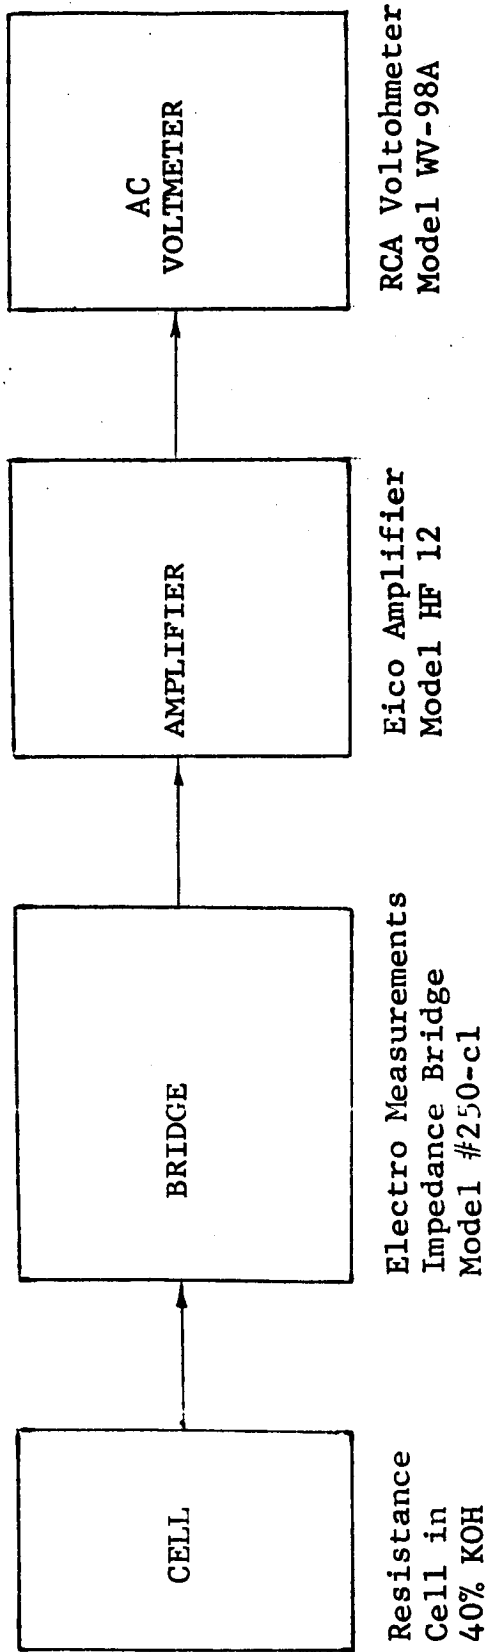 CELL
Resistance
Cell in
40% KOH
BRIDGE
Electro Measurements
Impedance Bridge
Model #250-c1
AMPLIFIER
Eico Amplifier
Model HF 12
AC
VOLTMETER
RCA Voltohmeter
Model WV-98A